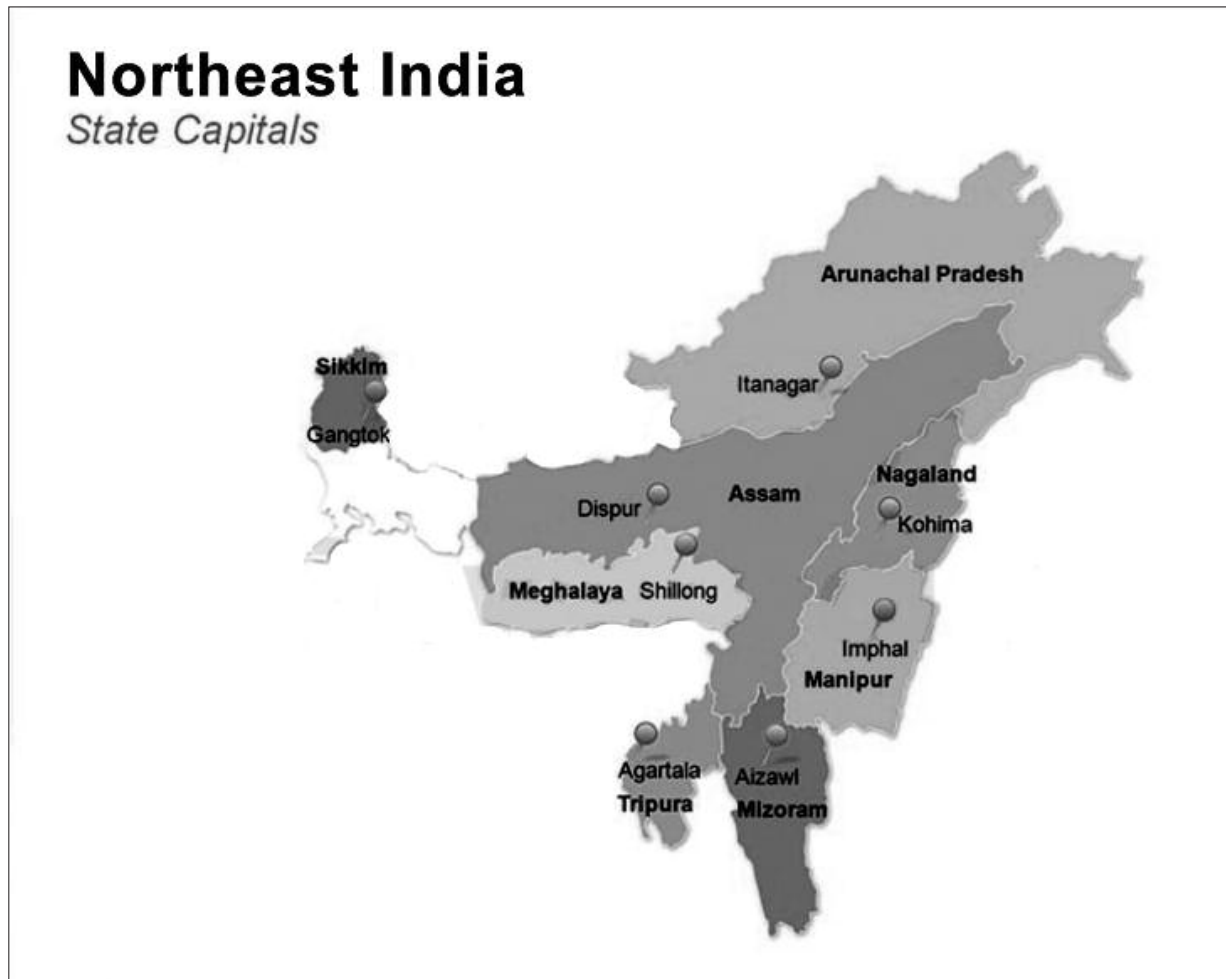 Northeast India
State Capitals
Arunachal Pradesh
Sikkim
Itanagar
Gangtok
Nagaland
Assam
Dispur
Kohima
Meghalaya
Shillong
Imphal
Manipur
Agartala
Aizawl
Tripura
Mizoram